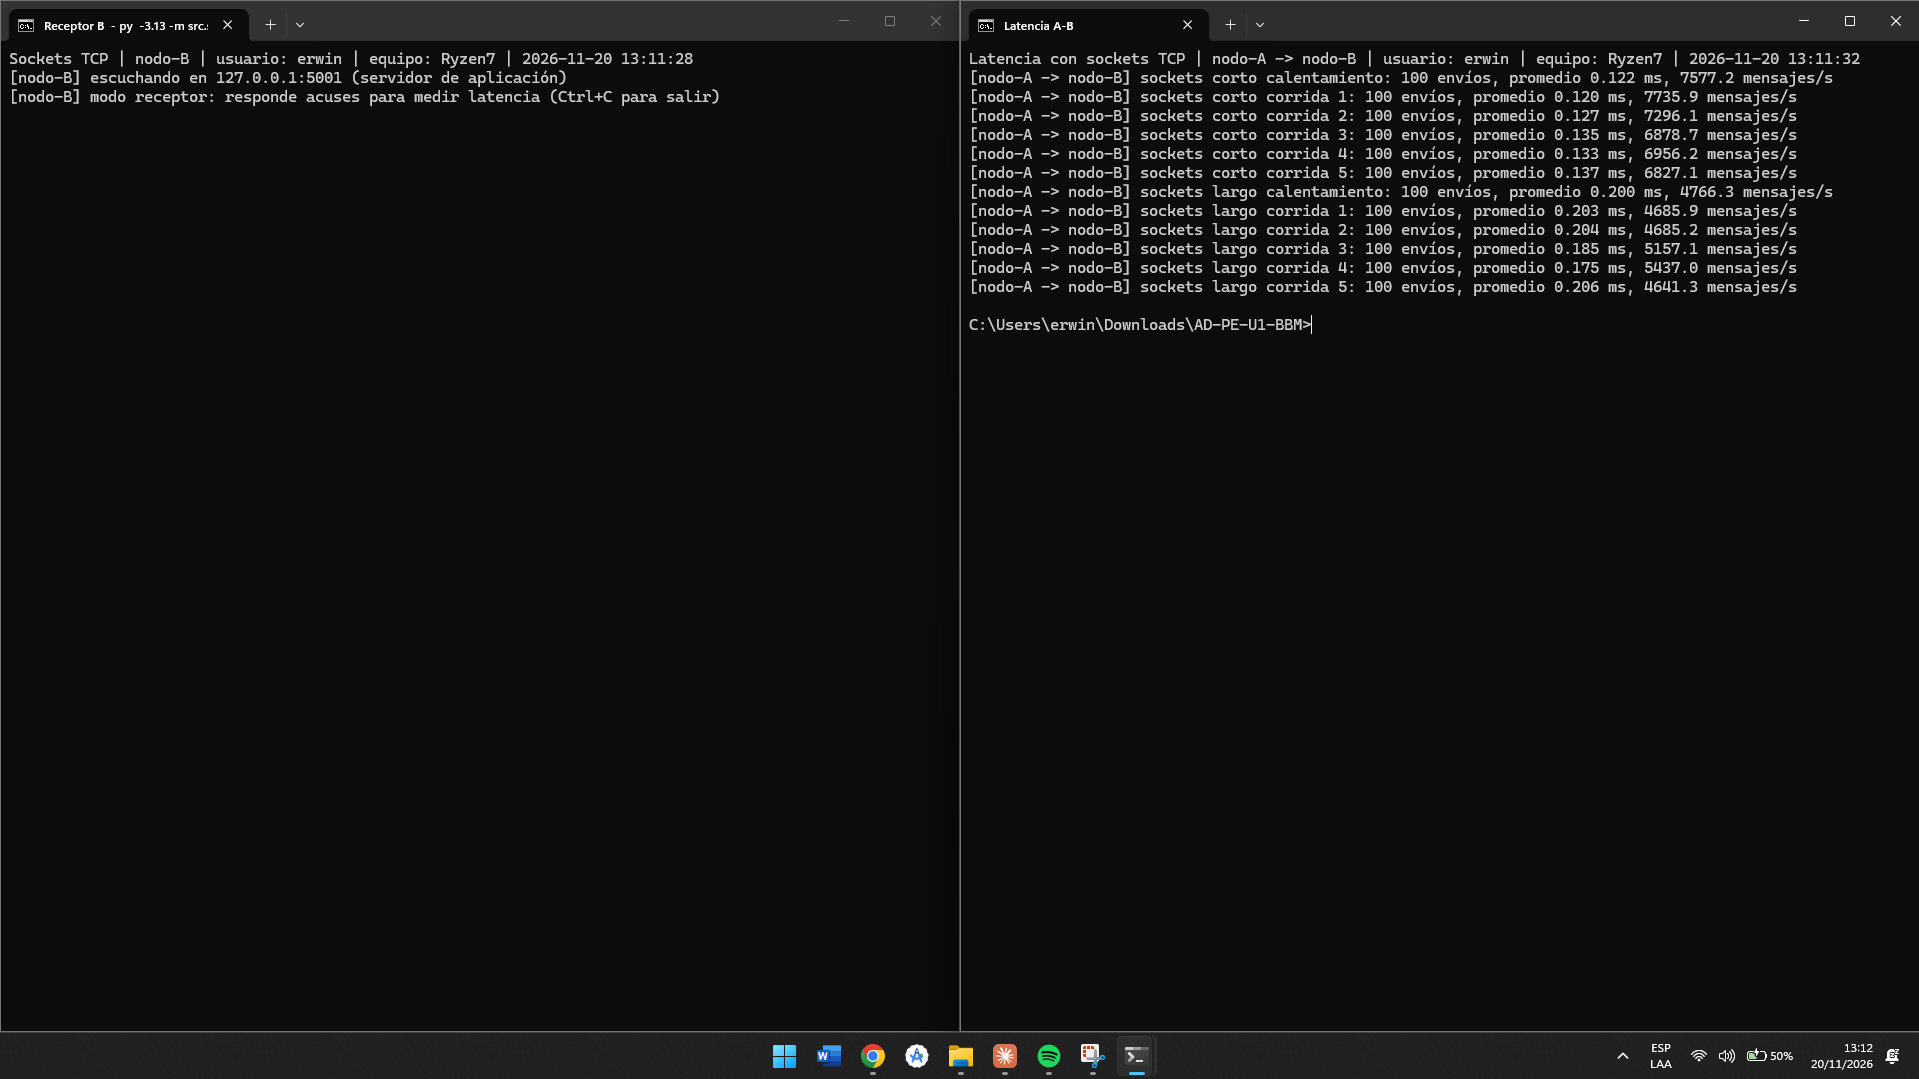 Receptor B - py -3.13 -m src.
Sockets TCP | nodo-B | usuario: erwin | equipo: Ryzen7 | 2026-11-20 13:11:28
[nodo-B] escuchando en 127.0.0.1:5001 (servidor de aplicación)
[nodo-B] modo receptor: responde acuses para medir latencia (Ctrl+C para salir)
Latencia A-B
Latencia con sockets TCP | nodo-A -> nodo-B | usuario: erwin | equipo: Ryzen7 | 2026-11-20 13:11:32
[nodo-A -> nodo-B] sockets corto calentamiento: 100 envíos, promedio 0.122 ms, 7577.2 mensajes/s
[nodo-A -> nodo-B] sockets corto corrida 1: 100 envíos, promedio 0.120 ms, 7735.9 mensajes/s
[nodo-A -> nodo-B] sockets corto corrida 2: 100 envíos, promedio 0.127 ms, 7296.1 mensajes/s
[nodo-A -> nodo-B] sockets corto corrida 3: 100 envíos, promedio 0.135 ms, 6878.7 mensajes/s
[nodo-A -> nodo-B] sockets corto corrida 4: 100 envíos, promedio 0.133 ms, 6956.2 mensajes/s
[nodo-A -> nodo-B] sockets corto corrida 5: 100 envíos, promedio 0.137 ms, 6827.1 mensajes/s
[nodo-A -> nodo-B] sockets largo calentamiento: 100 envíos, promedio 0.200 ms, 4766.3 mensajes/s
[nodo-A -> nodo-B] sockets largo corrida 1: 100 envíos, promedio 0.203 ms, 4685.9 mensajes/s
[nodo-A -> nodo-B] sockets largo corrida 2: 100 envíos, promedio 0.204 ms, 4685.2 mensajes/s
[nodo-A -> nodo-B] sockets largo corrida 3: 100 envíos, promedio 0.185 ms, 5157.1 mensajes/s
[nodo-A -> nodo-B] sockets largo corrida 4: 100 envíos, promedio 0.175 ms, 5437.0 mensajes/s
[nodo-A -> nodo-B] sockets largo corrida 5: 100 envíos, promedio 0.206 ms, 4641.3 mensajes/s
C:\Users\erwin\Downloads\AD-PE-U1-BBM>
ESP
LAA
50%
13:12
20/11/2026